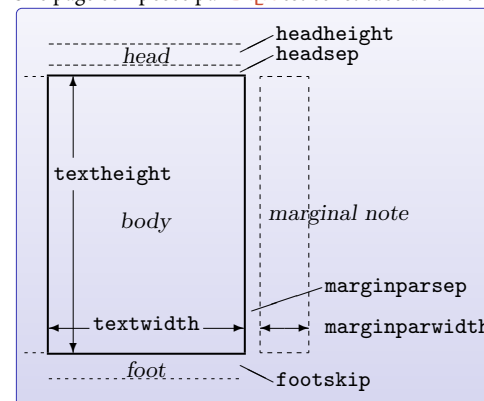 headheight
head
headsep
textheight
body
marginal note
marginparsep
textwidth
marginparwidth
foot
footskip